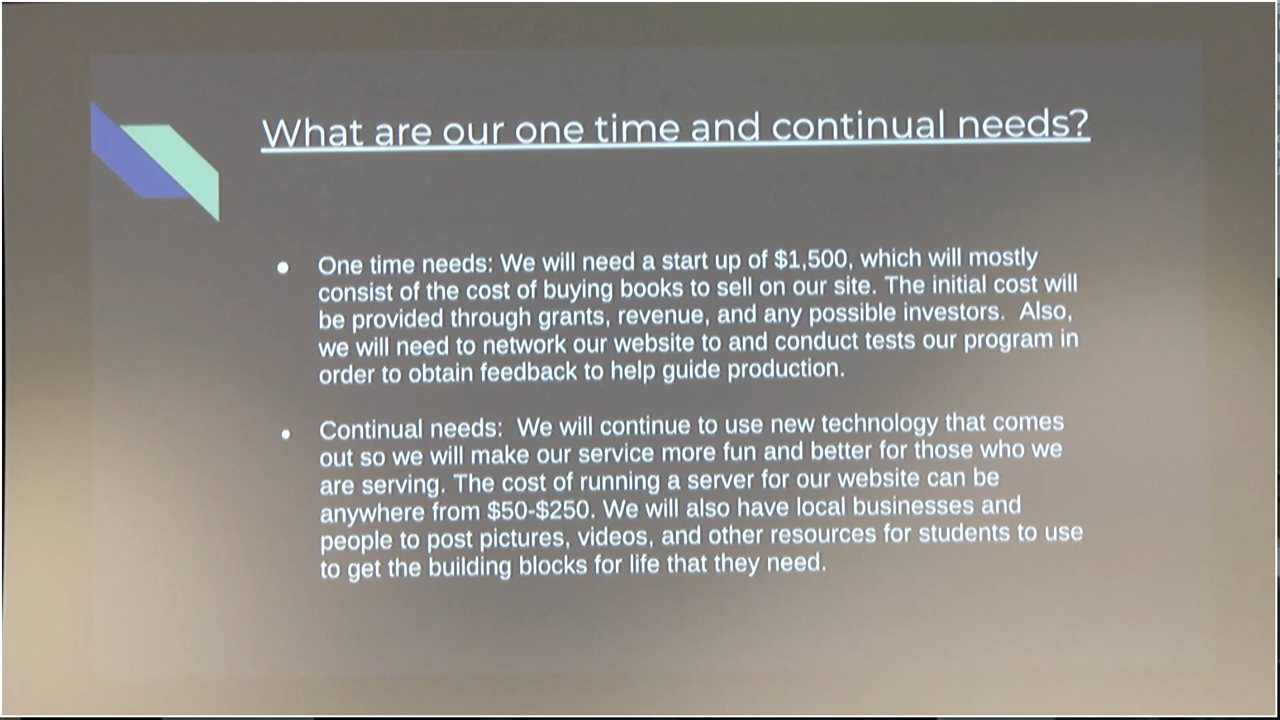 What are our one time and continual needs?
● One time needs: We will need a start up of $1,500, which will mostly
consist of the cost of buying books to sell on our site. The initial cost will
be provided through grants, revenue, and any possible investors.  Also,
we will need to network our website to and conduct tests our program in
order to obtain feedback to help guide production.
● Continual needs:  We will continue to use new technology that comes
out so we will make our service more fun and better for those who we
are serving. The cost of running a server for our website can be
anywhere from $50-$250. We will also have local businesses and
people to post pictures, videos, and other resources for students to use
to get the building blocks for life that they need.